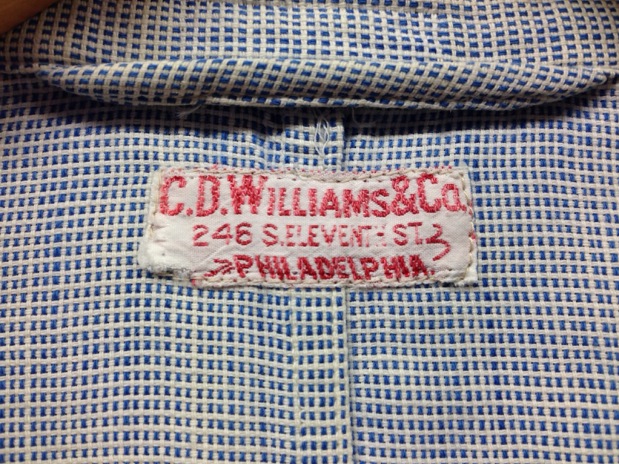 C.D.WILLIAMS&CO.
246 S.ELEVENTH ST.
PHILADELPHIA.